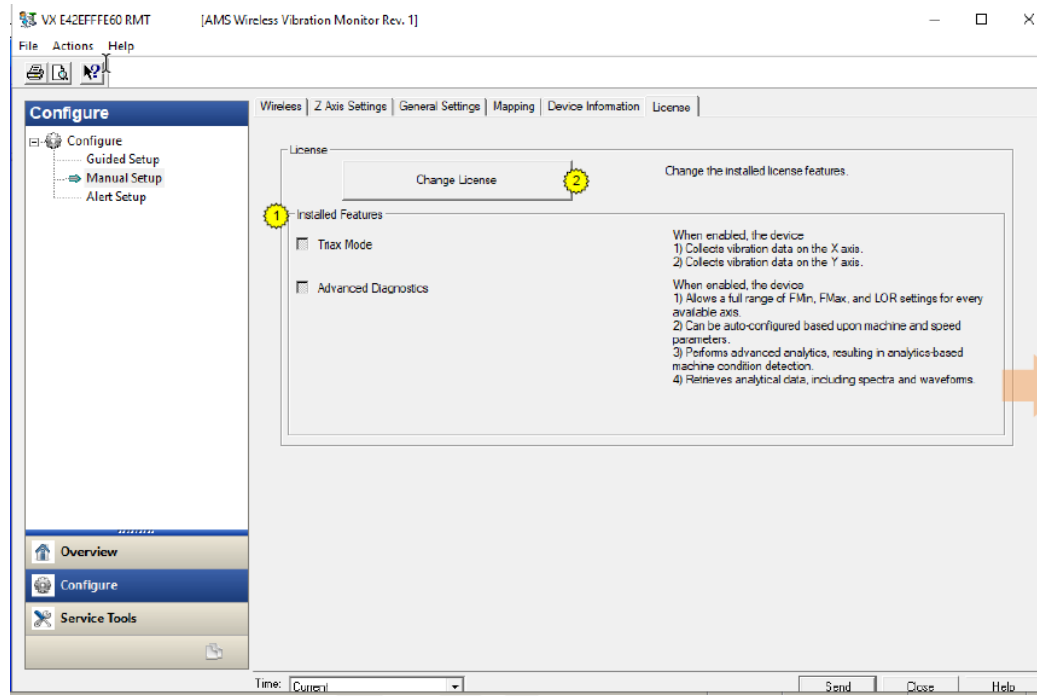 VX E42EFFFE60 RMT [AMS Wireless Vibration Monitor Rev. 1]
File Actions Help
Configure
Configure
Guided Setup
Manual Setup
Alert Setup
Overview
Configure
Service Tools
Wireless Z Axis Settings General Settings Mapping Device Information License
License
Change License
2
Change the installed license features.
1
Installed Features
Triax Mode
When enabled, the device
1) Collects vibration data on the X axis.
2) Collects vibration data on the Y axis.
Advanced Diagnostics
When enabled, the device
1) Allows a full range of FMin, FMax, and LOR settings for every
available axis.
2) Can be auto-configured based upon machine and speed
parameters.
3) Performs advanced analytics, resulting in analytics-based
machine condition detection.
4) Retrieves analytical data, including spectra and waveforms.
Time: Current Send Close Help